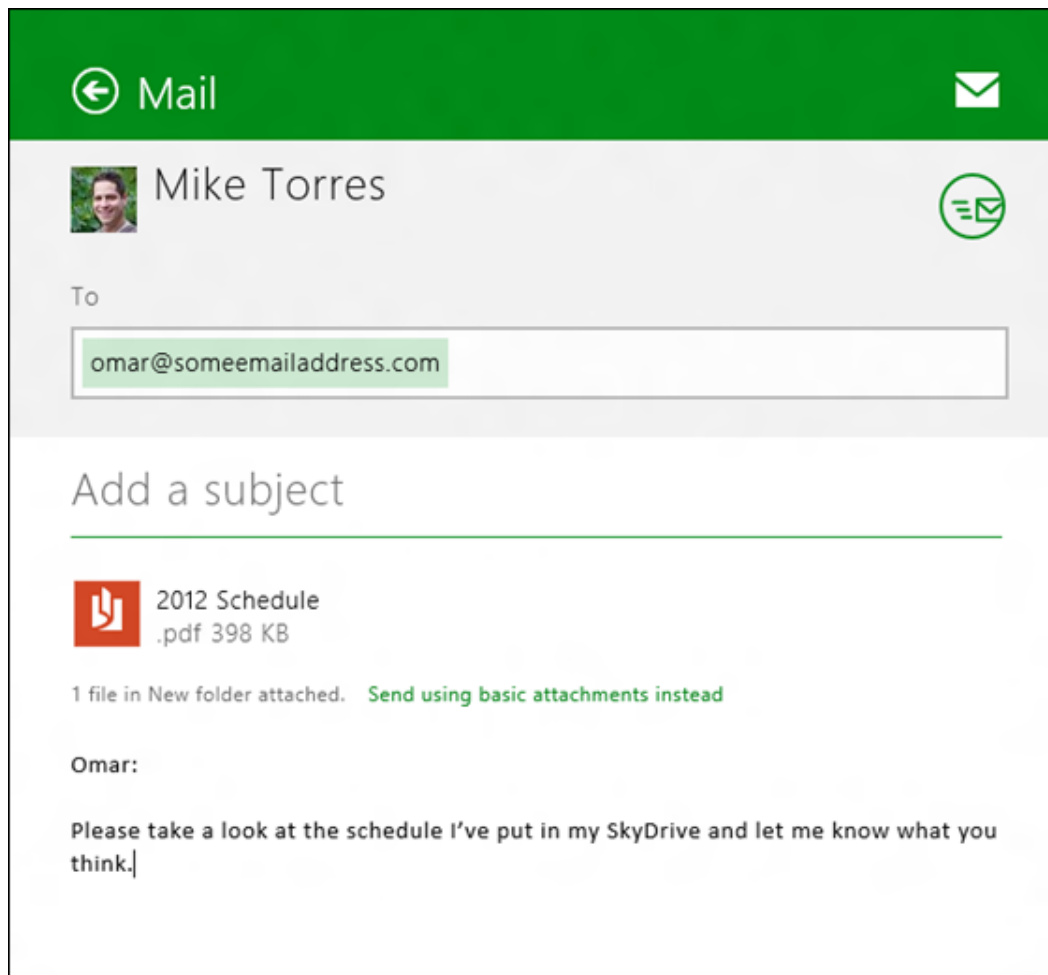 Mail
Mike Torres
To
omar@someemailaddress.com
Add a subject
2012 Schedule
.pdf 398 KB
1 file in New folder attached. Send using basic attachments instead
Omar:
Please take a look at the schedule I’ve put in my SkyDrive and let me know what you
think.